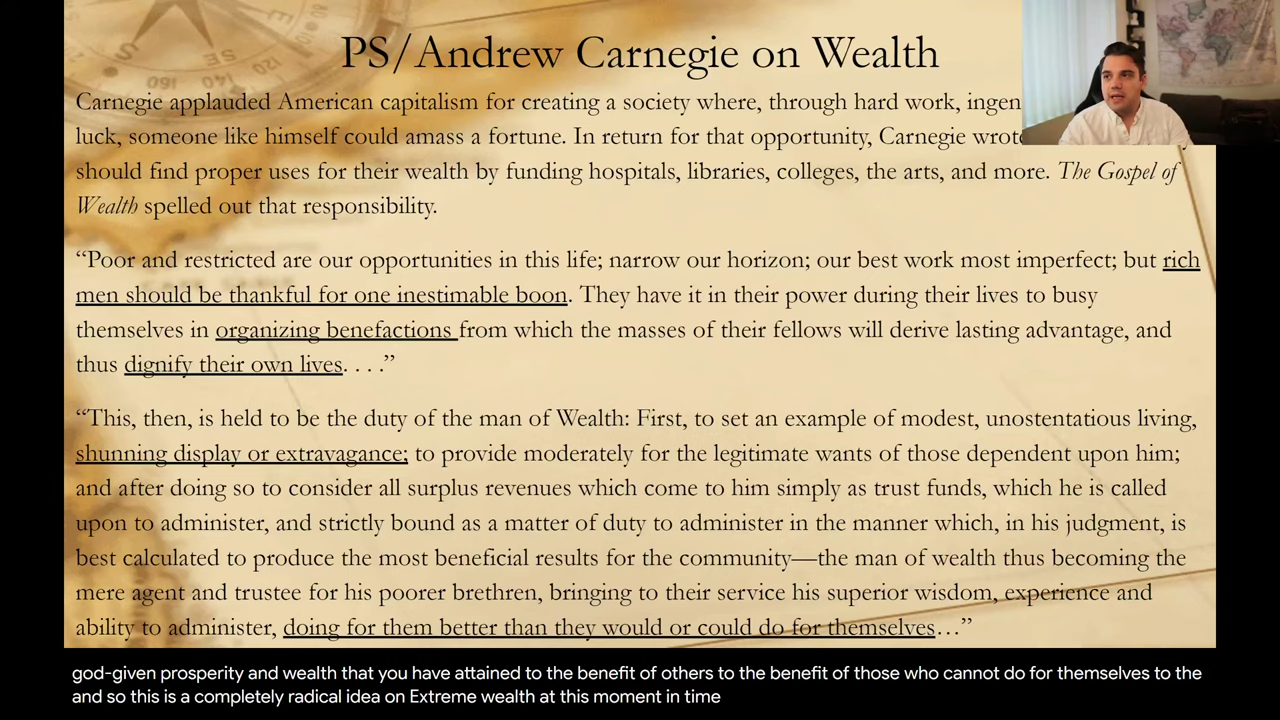 PS/Andrew Carnegie on Wealth
Carnegie applauded American capitalism for creating a society where, through hard work,
luck, someone like himself could amass a fortune. In return for that opportunity, Carnegie wrote
should find proper uses for their wealth by funding hospitals, libraries, colleges, the arts, and more. The Gospel of
Wealth spelled out that responsibility.
“Poor and restricted are our opportunities in this life; narrow our horizon; our best work most imperfect; but rich
men should be thankful for one inestimable boon. They have it in their power during their lives to busy
themselves in organizing benefactions from which the masses of their fellows will derive lasting advantage, and
thus dignify their own lives. . . .”
“This, then, is held to be the duty of the man of Wealth: First, to set an example of modest, unostentatious living,
shunning display or extravagance; to provide moderately for the legitimate wants of those dependent upon him;
and after doing so to consider all surplus revenues which come to him simply as trust funds, which he is called
upon to administer, and strictly bound as a matter of duty to administer in the manner which, in his judgment, is
best calculated to produce the most beneficial results for the community—the man of wealth thus becoming the
mere agent and trustee for his poorer brethren, bringing to their service his superior wisdom, experience and
ability to administer, doing for them better than they would or could do for themselves…”
god-given prosperity and wealth that you have attained to the benefit of others to the benefit of those who cannot do for themselves to the
and so this is a completely radical idea on Extreme wealth at this moment in time